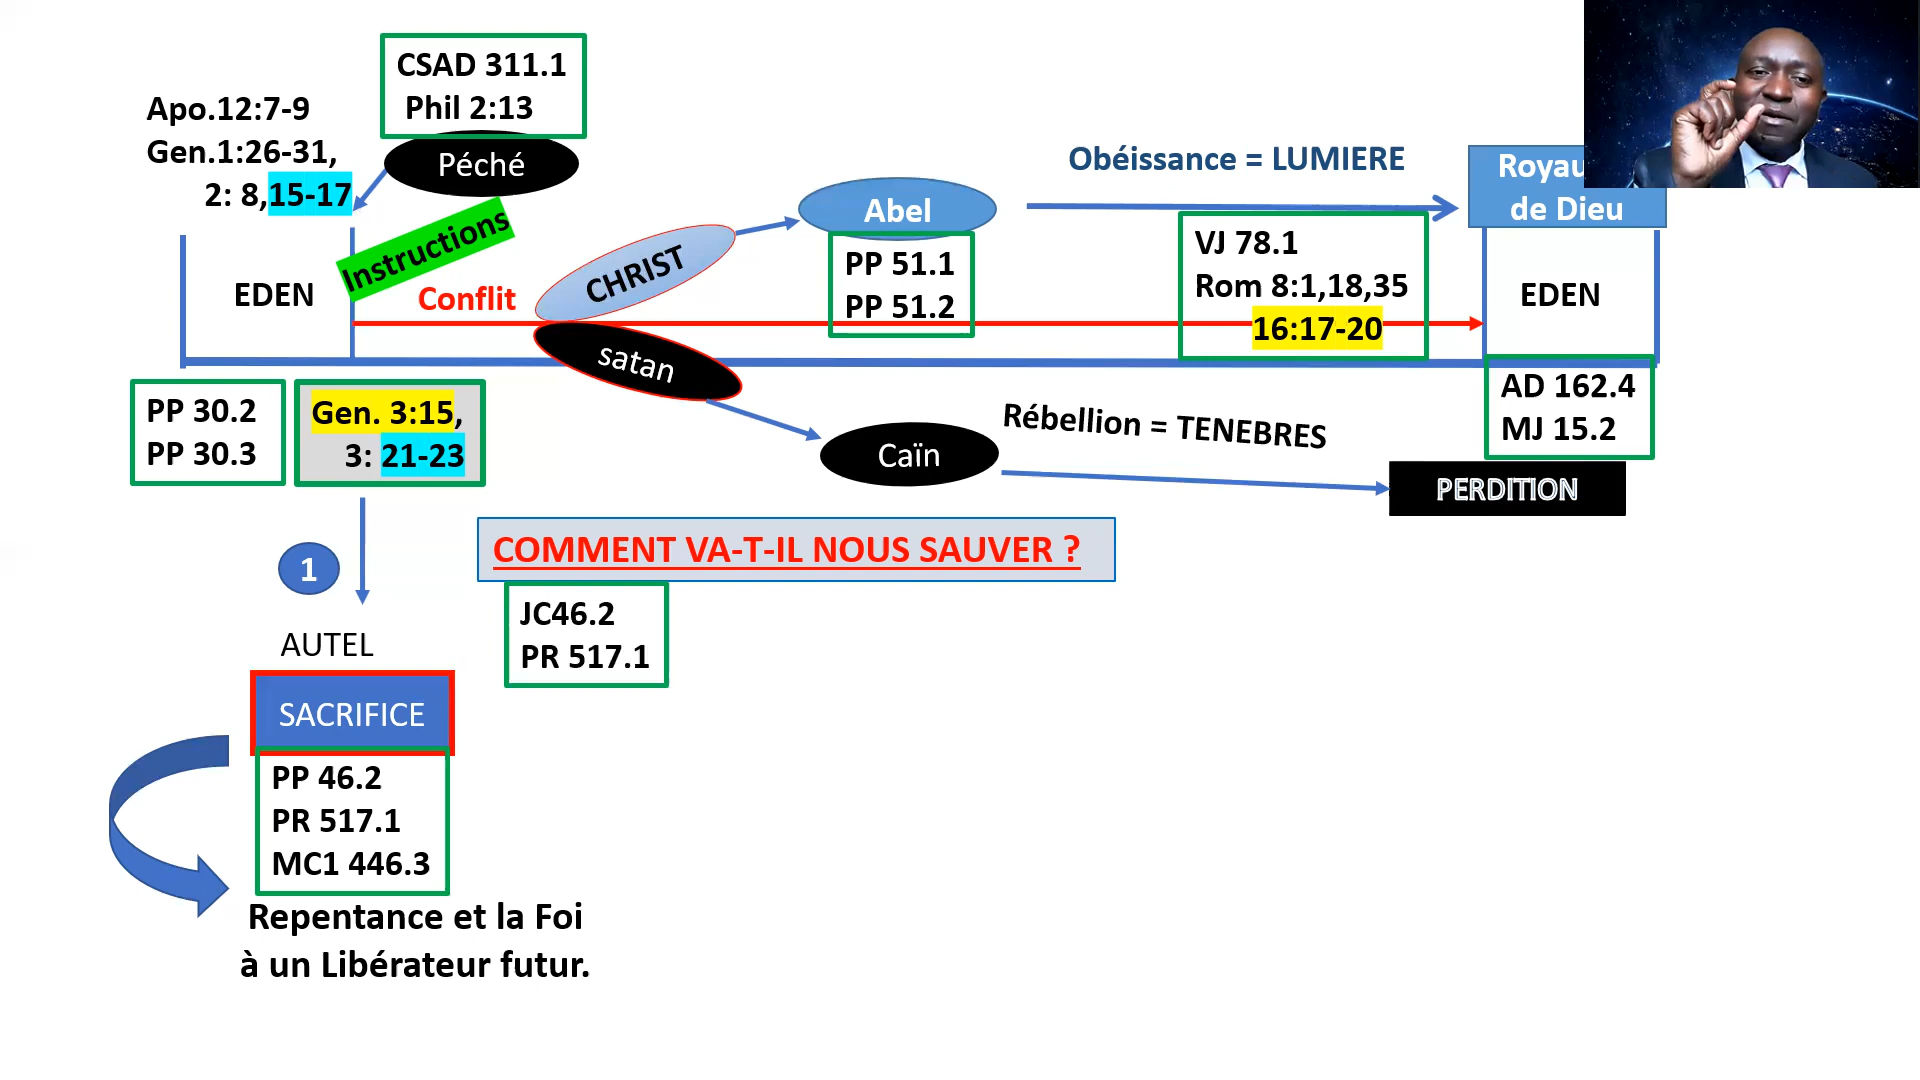 CSAD 311.1
Phil 2:13
Apo.12:7-9
Gen.1:26-31,
2: 8,15-17
Péché
Instructions
EDEN
Conflit
CHRIST
satan
Abel
PP 51.1
PP 51.2
Obéissance = LUMIERE
VJ 78.1
Rom 8:1,18,35
16:17-20
de Dieu
EDEN
AD 162.4
MJ 15.2
Caïn
Rébellion = TENEBRES
PERDITION
PP 30.2
PP 30.3
Gen. 3:15,
3: 21-23
1
COMMENT VA-T-IL NOUS SAUVER ?
JC46.2
PR 517.1
AUTEL
SACRIFICE
PP 46.2
PR 517.1
MC1 446.3
Repentance et la Foi
à un Libérateur futur.